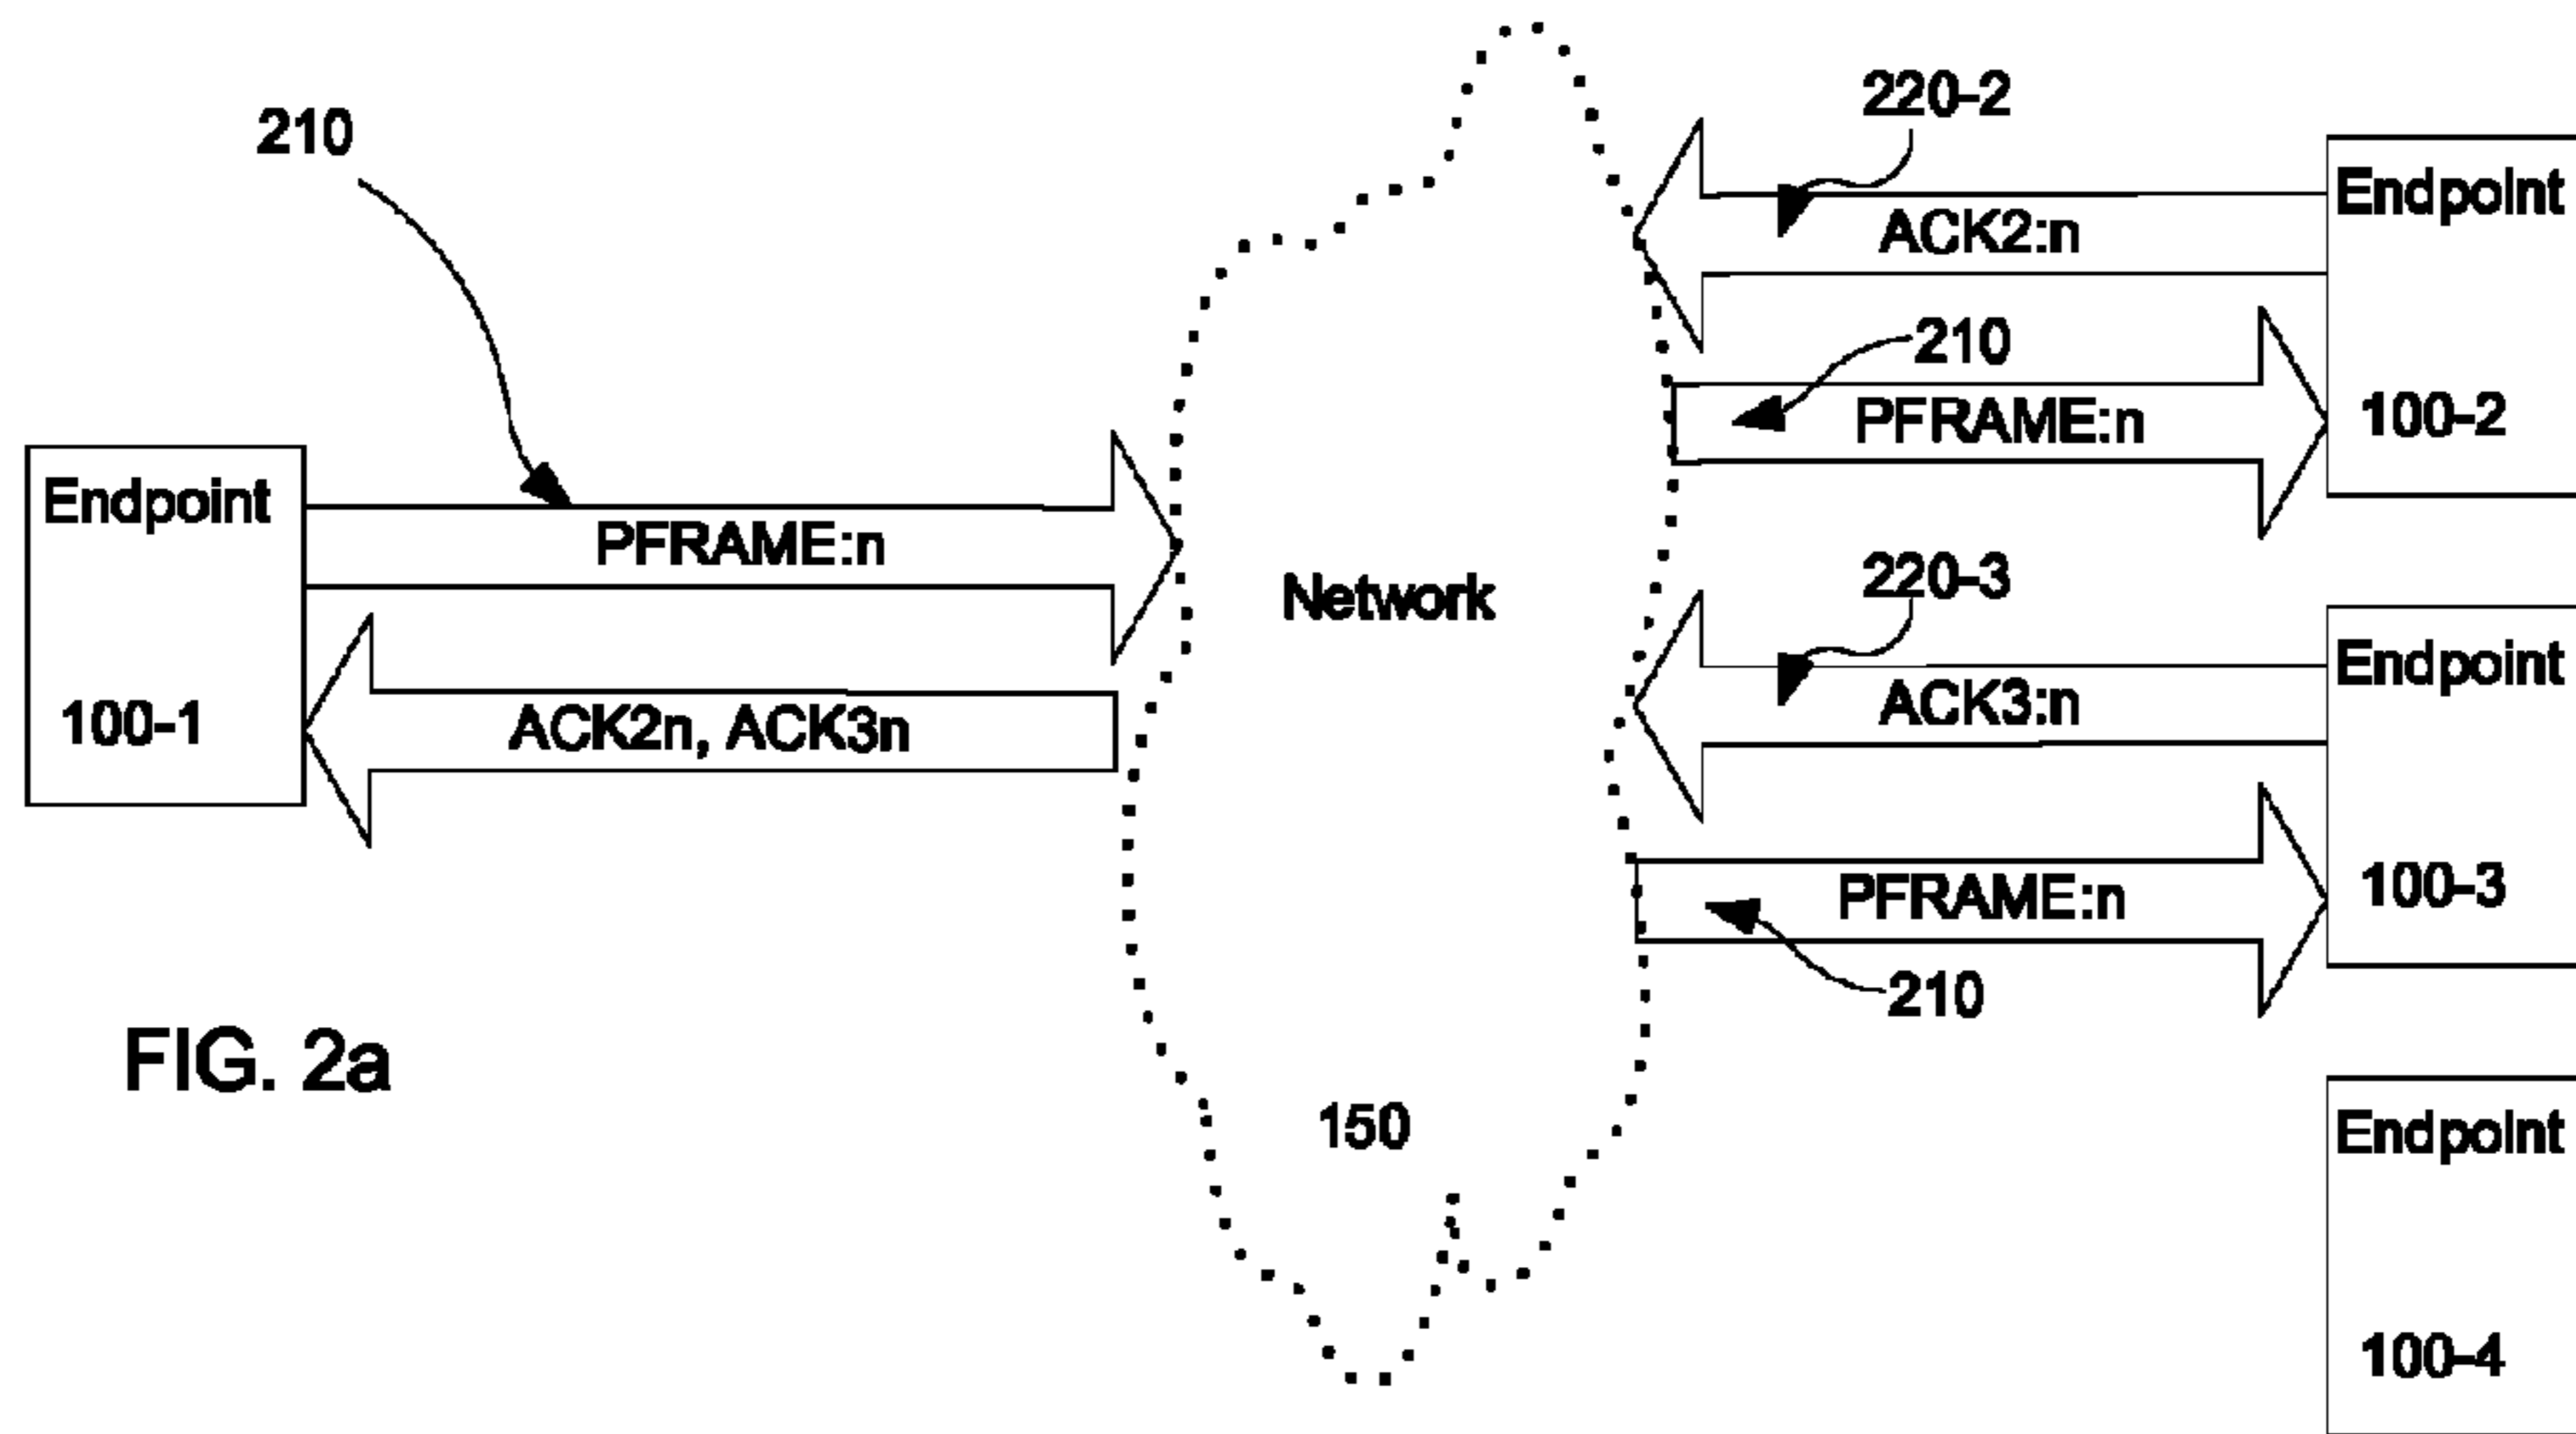 220-2
210
Endpoint
ACK2:n
210
PFRAME:n
100-2
Endpoint
PFRAME:n
Network
220-3
Endpoint
ACK3:n
100-1
ACK2n, ACK3n
PFRAME:n
100-3
210
FIG. 2a
150
Endpoint
100-4